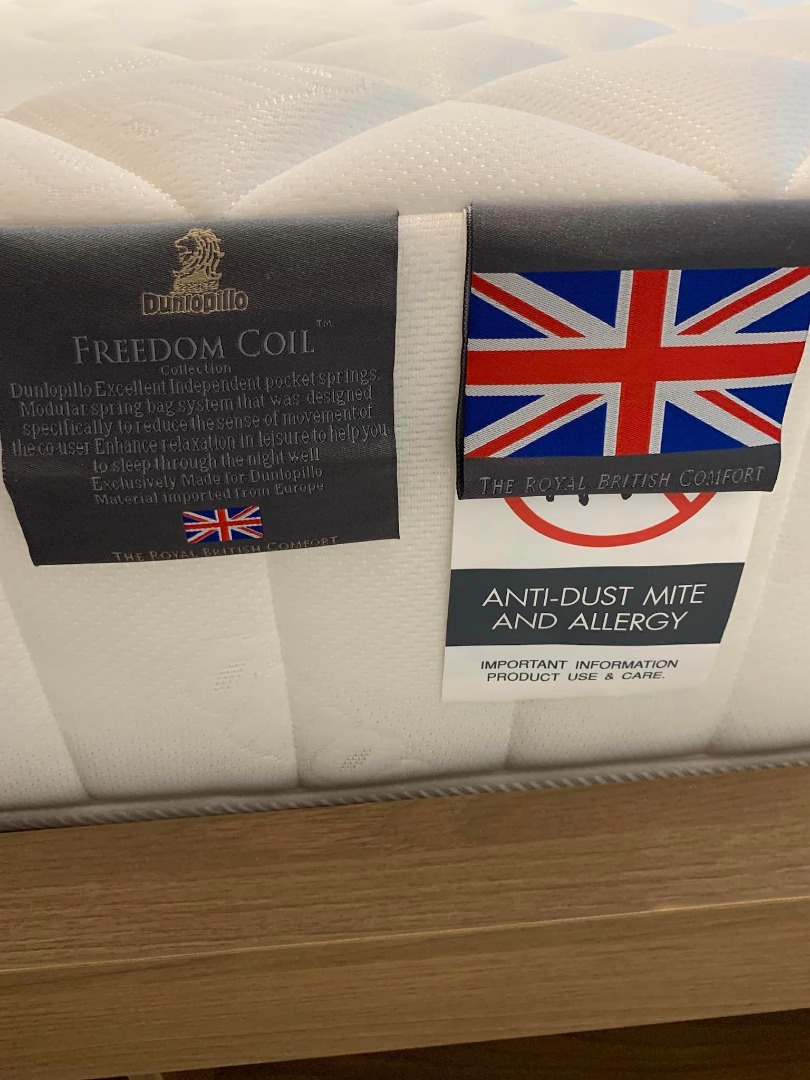 Dunlopillo
FREEDOM COIL™
Collection
Dunlopillo Excellent Independent pocket springs.
Modular spring bag system that was designed
specifically to reduce the sense of movement of
the co-user Enhance relaxation in leisure to help you
to sleep through the night well
Exclusively Made for Dunlopillo
Material imported from Europe
THE ROYAL BRITISH COMFORT
THE ROYAL BRITISH COMFORT
ANTI-DUST MITE
AND ALLERGY
IMPORTANT INFORMATION
PRODUCT USE & CARE.